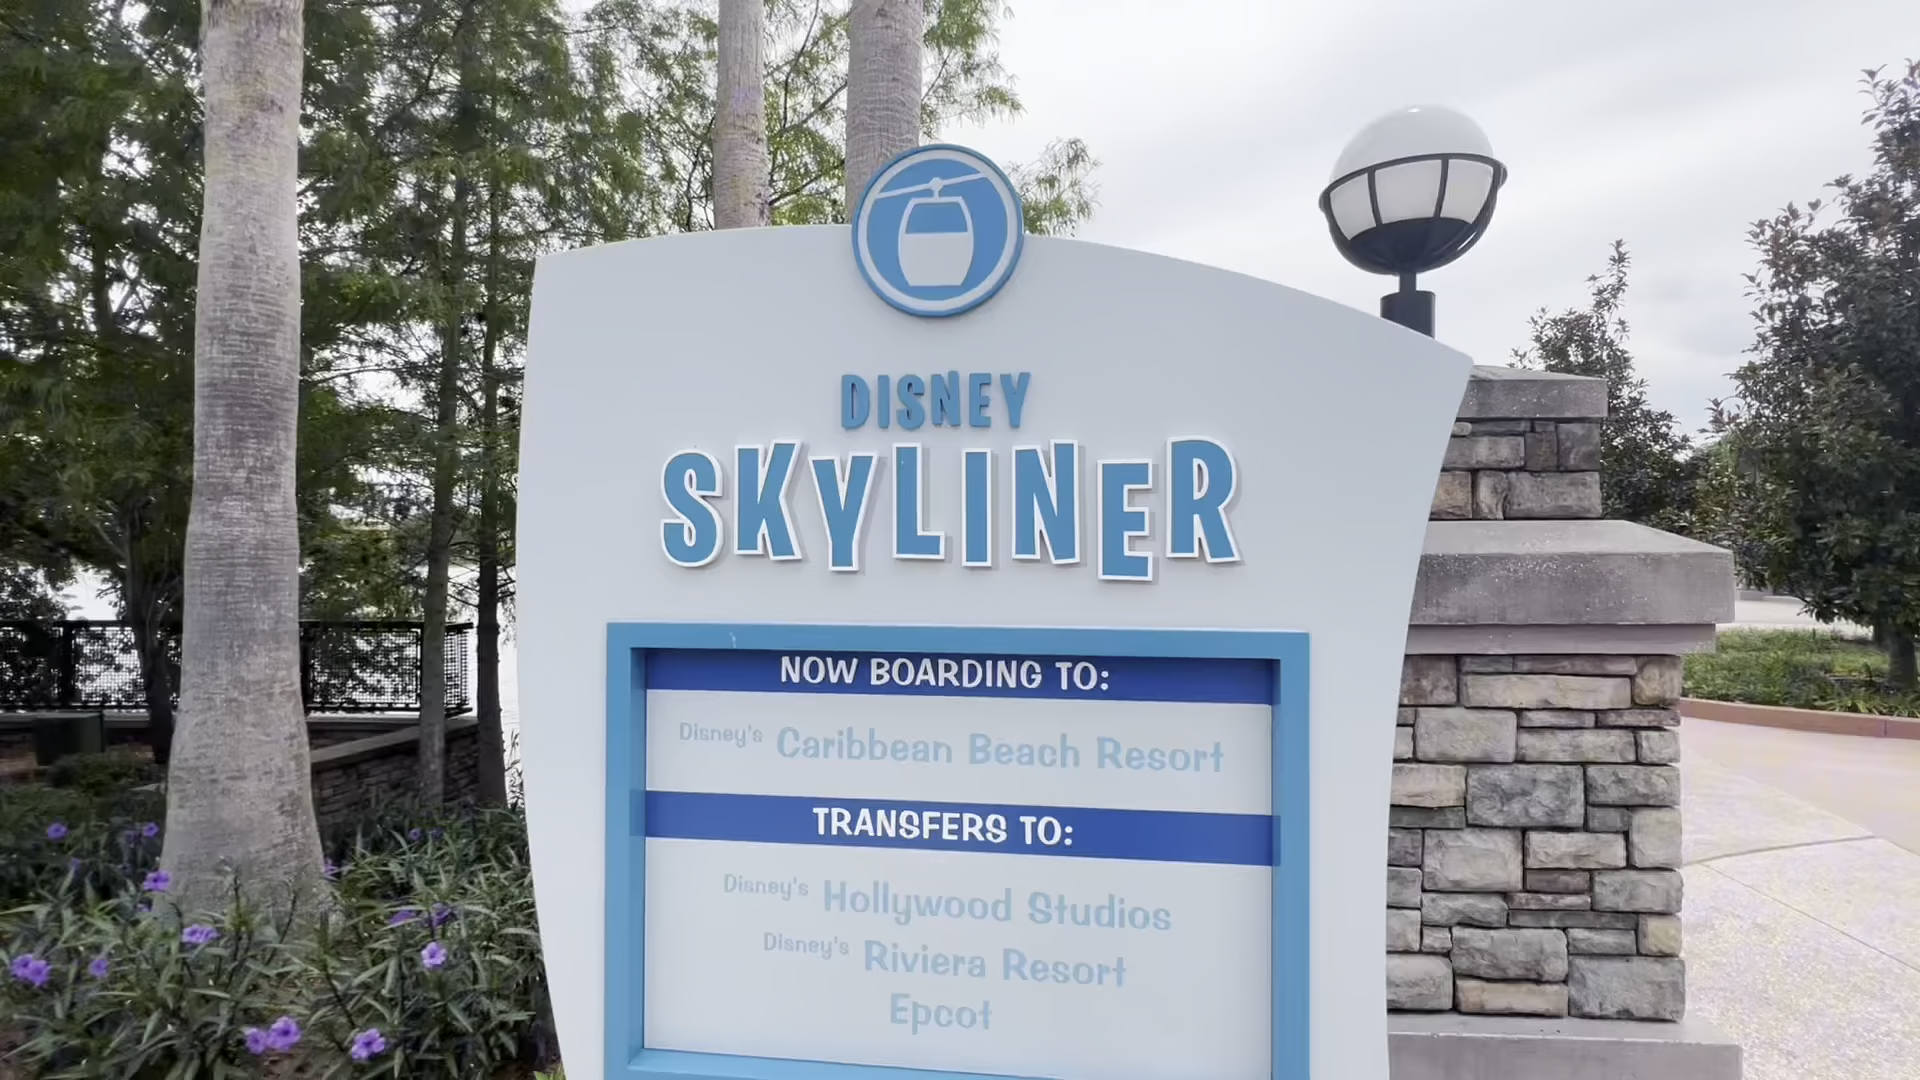 DISNEY
SKYLINER
NOW BOARDING TO:
Disney's Caribbean Beach Resort
TRANSFERS TO:
Disney's Hollywood Studios
Disney's Riviera Resort
Epcot